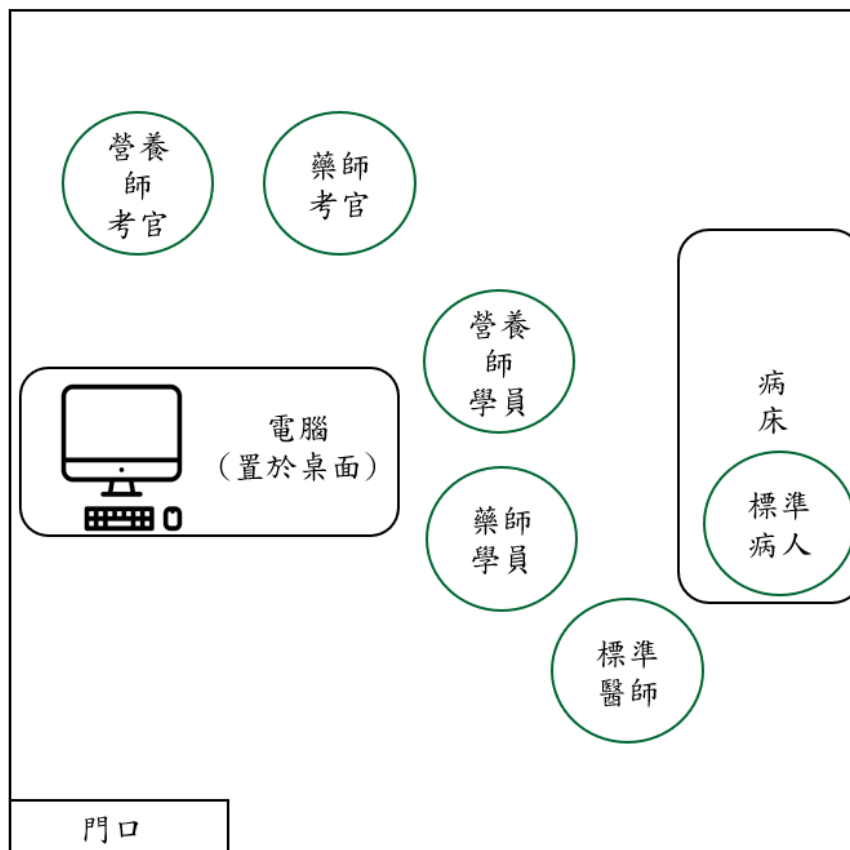 營養
師
考官
藥師
考官
營養
師
學員
電腦
（置於桌面）
病
床
藥師
學員
標準
病人
標準
醫師
門口